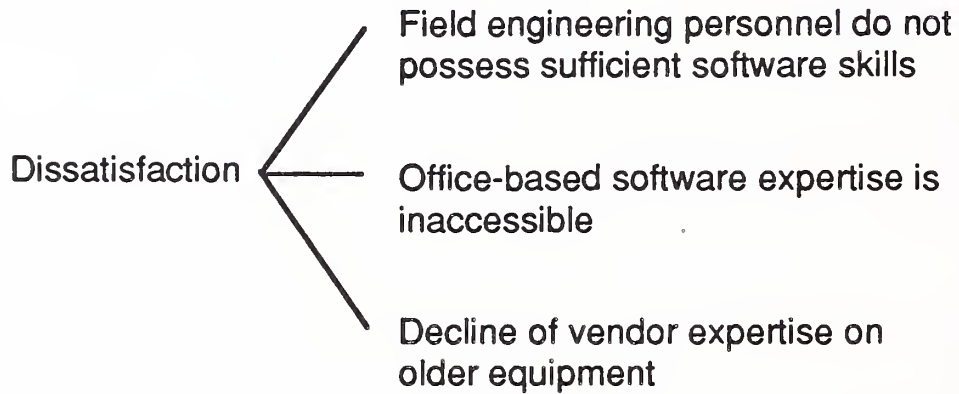 Field engineering personnel do not
possess sufficient software skills
Dissatisfaction
Office-based software expertise is
inaccessible
Decline of vendor expertise on
older equipment